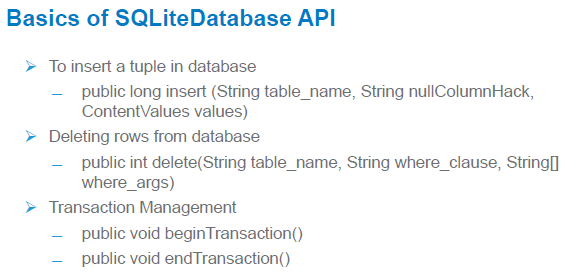 Basics of SQLiteDatabase API
➢ To insert a tuple in database
– public long insert (String table_name, String nullColumnHack,
ContentValues values)
➢ Deleting rows from database
– public int delete(String table_name, String where_clause, String[]
where_args)
➢ Transaction Management
– public void beginTransaction()
– public void endTransaction()